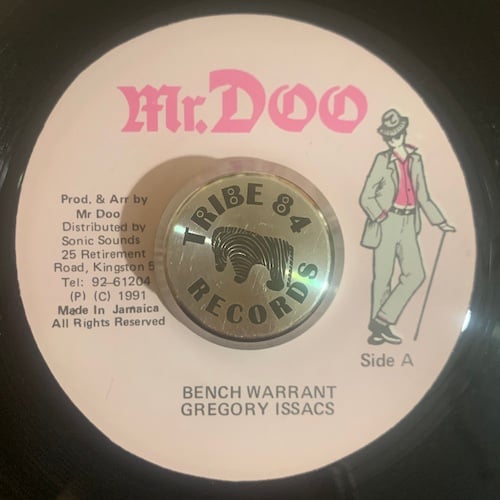 Mr. Doo
Prod. & Arr by
Mr Doo
Distributed by
Sonic Sounds
25 Retirement
Road, Kingston 5
Tel: 92-61204
(P) (C) 1991
Made In Jamaica
All Rights Reserved
TRIBE 84
RECORDS
Side A
BENCH WARRANT
GREGORY ISSACS